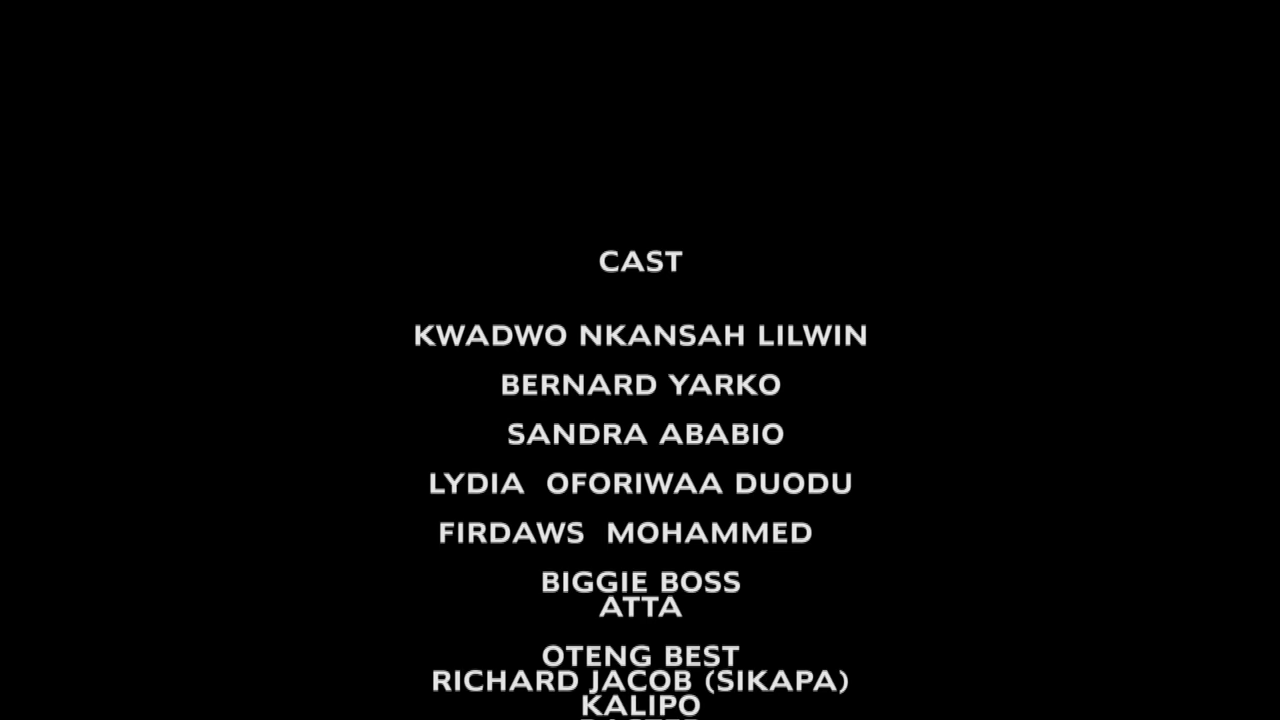 CAST
KWADWO NKANSAH LILWIN
BERNARD YARKO
SANDRA ABABIO
LYDIA OFORIWAA DUODU
FIRDAWS MOHAMMED
BIGGIE BOSS
ATTA
OTENG BEST
RICHARD JACOB (SIKAPA)
KALIPO